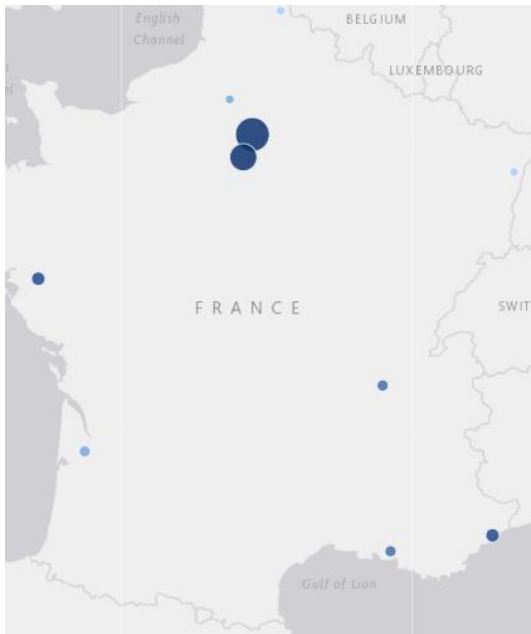 English
Channel
BELGIUM
LUXEMBOURG
FRANCE
SWIT
Gulf of Lion